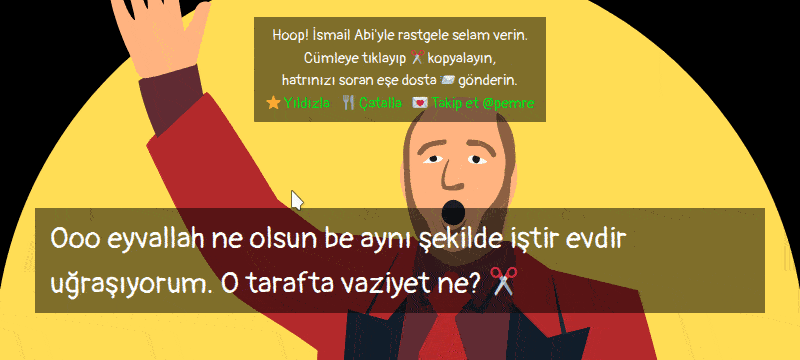 Hoop! İsmail Abi'yle rastgele selam verin.
Cümleye tıklayıp ✂️ kopyalayın,
hatrınızı soran eşe dosta 📨 gönderin.
⭐ Yıldızla 🍴 Çatalla 💌 Takip et @pemre
Ooo eyvallah ne olsun be aynı şekilde iştir evdir
uğraşıyorum. O tarafta vaziyet ne? ✂️